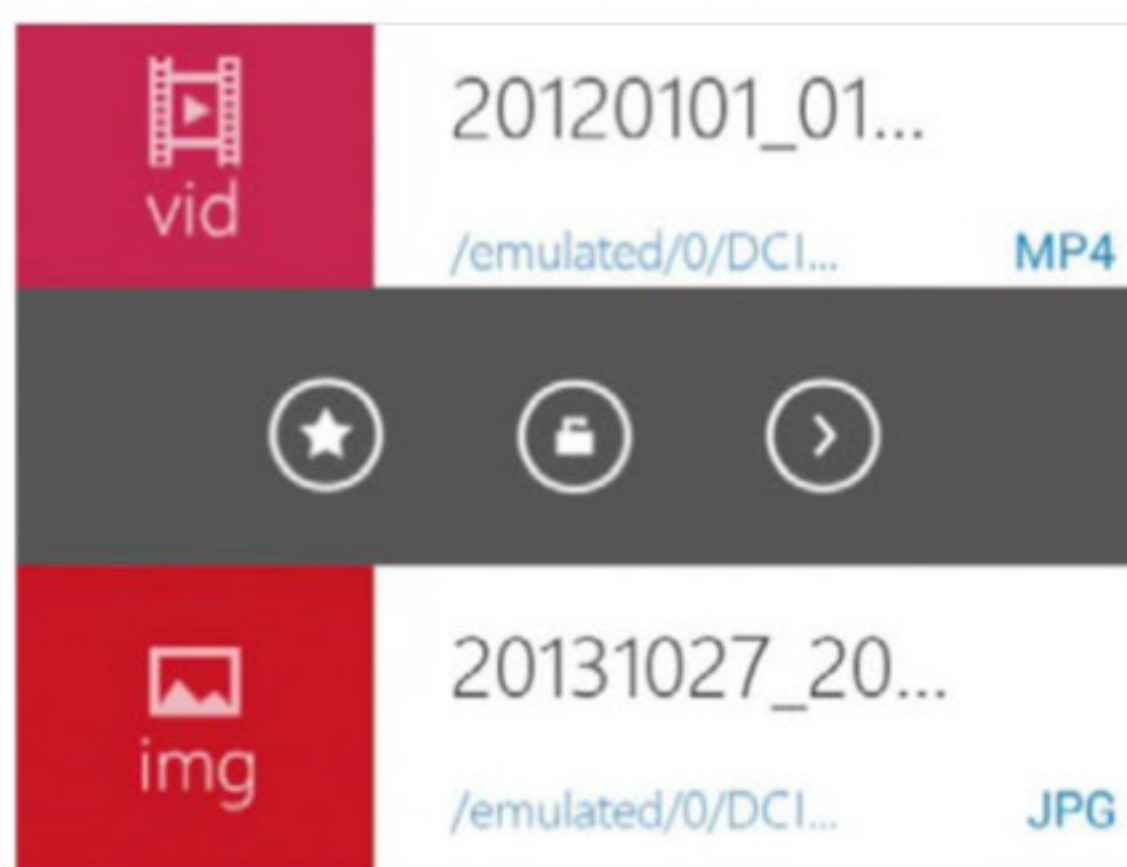 vid
20120101_01...
/emulated/0/DCI...
MP4
img
20131027_20...
/emulated/0/DCI...
JPG